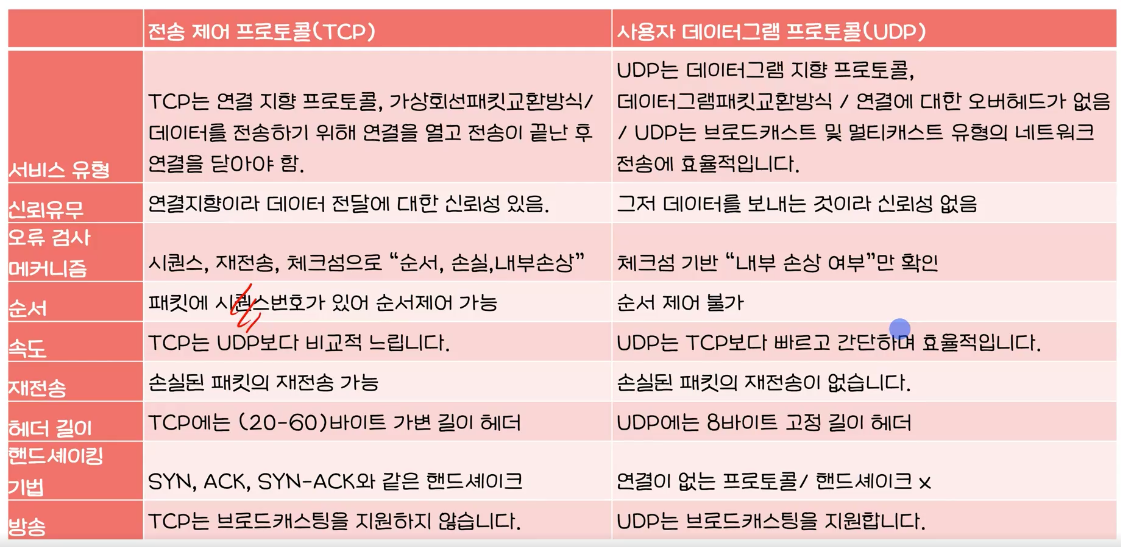 전송 제어 프로토콜(TCP)
사용자 데이터그램 프로토콜(UDP)
서비스 유형
TCP는 연결 지향 프로토콜, 가상회선패킷교환방식/
데이터를 전송하기 위해 연결을 열고 전송이 끝난 후
연결을 닫아야 함.
UDP는 데이터그램 지향 프로토콜,
데이터그램패킷교환방식 / 연결에 대한 오버헤드가 없음
/ UDP는 브로드캐스트 및 멀티캐스트 유형의 네트워크
전송에 효율적입니다.
신뢰유무
연결지향이라 데이터 전달에 대한 신뢰성 있음.
그저 데이터를 보내는 것이라 신뢰성 없음
오류 검사
메커니즘
시퀀스, 재전송, 체크섬으로 “순서, 손실,내부손상”
체크섬 기반 “내부 손상 여부”만 확인
순서
패킷에 시퀀스번호가 있어 순서제어 가능
순서 제어 불가
속도
TCP는 UDP보다 비교적 느립니다.
UDP는 TCP보다 빠르고 간단하며 효율적입니다.
재전송
손실된 패킷의 재전송 가능
손실된 패킷의 재전송이 없습니다.
헤더 길이
TCP에는 (20-60)바이트 가변 길이 헤더
UDP에는 8바이트 고정 길이 헤더
핸드셰이킹
기법
SYN, ACK, SYN-ACK와 같은 핸드셰이크
연결이 없는 프로토콜/ 핸드셰이크 x
방송
TCP는 브로드캐스팅을 지원하지 않습니다.
UDP는 브로드캐스팅을 지원합니다.